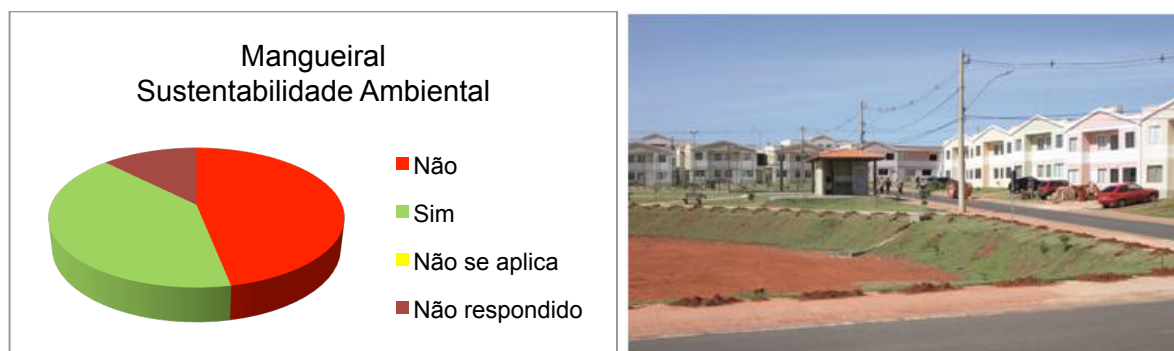 Mangueiral
Sustentabilidade Ambiental
Não
Sim
Não se aplica
Não respondido